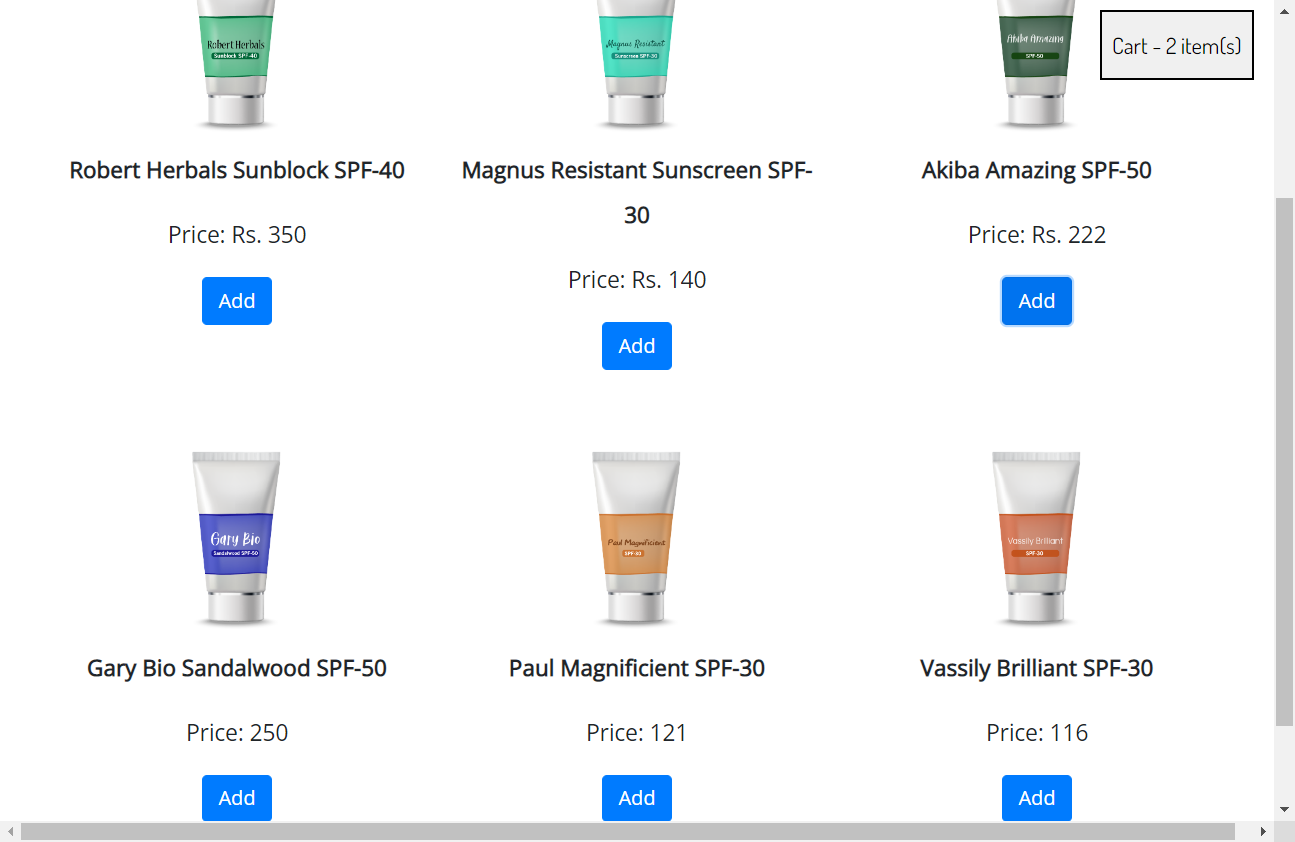 Robert Herbals
Sunblock SPF-40
Magnus Resistant
Sunscreen SPF-30
Akiba Amazing
SPF-50
Cart - 2 item(s)
Robert Herbals Sunblock SPF-40
Magnus Resistant Sunscreen SPF-
30
Akiba Amazing SPF-50
Price: Rs. 350
Price: Rs. 140
Price: Rs. 222
Add
Add
Add
Gary Bio
Sandalwood SPF-50
Paul Magnificient
SPF-30
Vassily Brilliant
SPF-30
Gary Bio Sandalwood SPF-50
Paul Magnificient SPF-30
Vassily Brilliant SPF-30
Price: 250
Price: 121
Price: 116
Add
Add
Add